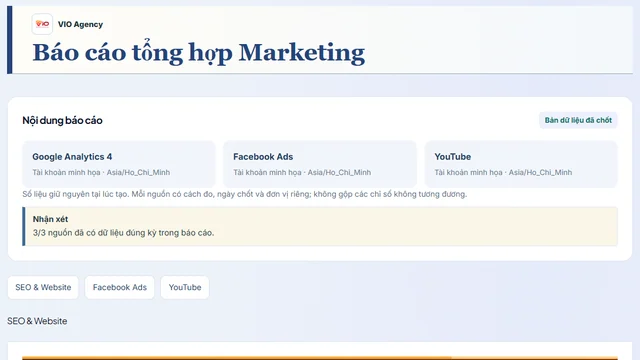 VIO
VIO Agency
Báo cáo tổng hợp Marketing
Nội dung báo cáo
Bản dữ liệu đã chốt
Google Analytics 4
Tài khoản minh họa · Asia/Ho_Chi_Minh
Facebook Ads
Tài khoản minh họa · Asia/Ho_Chi_Minh
YouTube
Tài khoản minh họa · Asia/Ho_Chi_Minh
Số liệu giữ nguyên tại lúc tạo. Mỗi nguồn có cách đo, ngày chốt và đơn vị riêng; không gộp các chỉ số không tương đương.
Nhận xét
3/3 nguồn đã có dữ liệu đúng kỳ trong báo cáo.
SEO & Website
Facebook Ads
YouTube
SEO & Website